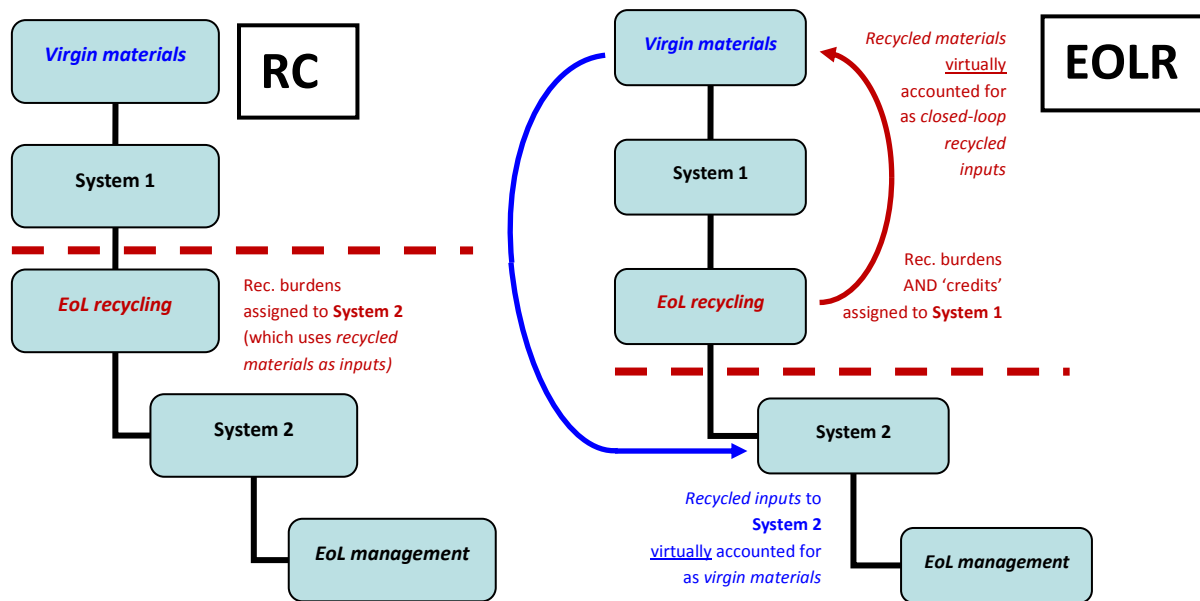 Virgin materials
RC
System 1
EoL recycling
Rec. burdens
assigned to System 2
(which uses recycled
materials as inputs)
System 2
EoL management
Virgin materials
Recycled materials
virtually
accounted for
as closed-loop
recycled
inputs
EOLR
System 1
EoL recycling
Rec. burdens
AND ‘credits’
assigned to System 1
System 2
Recycled inputs to
System 2
virtually accounted for
as virgin materials
EoL management